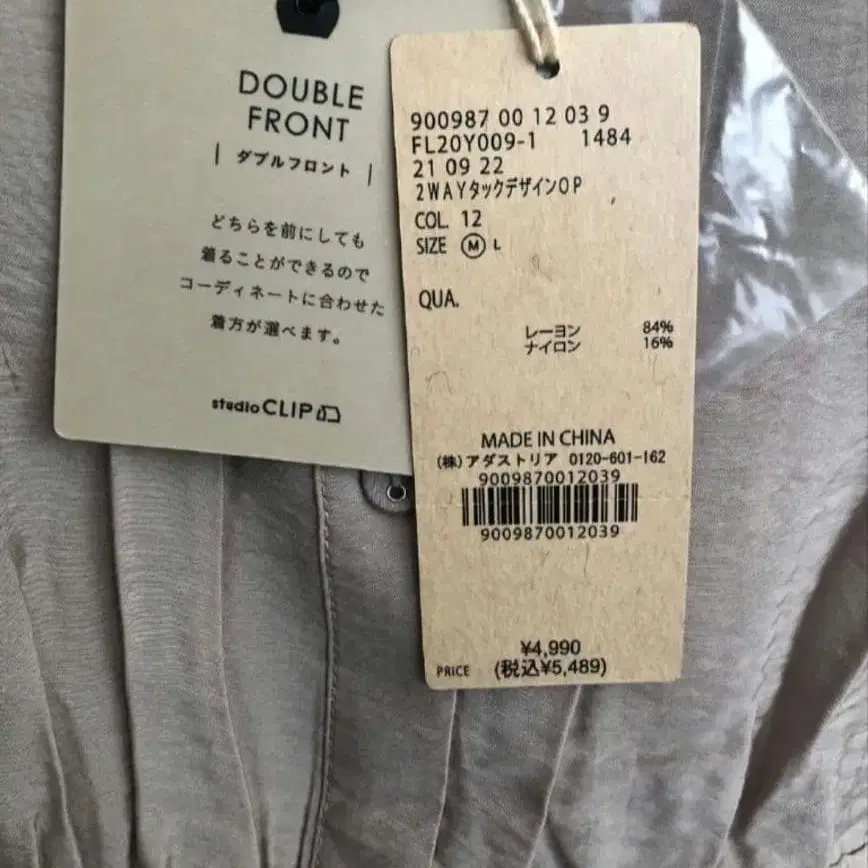 DOUBLE
FRONT
| ダブルフロント |
どちらを前にしても
着ることができるので
コーディネートに合わせた
着方が選べます。
studio CLIP
900987 00 12 03 9
FL20Y009-1 1484
21 09 22
2WAYタックデザインOP
COL. 12
SIZE Ⓜ L
QUA.
レーヨン 84%
ナイロン 16%
MADE IN CHINA
(株)アダストリア 0120-601-162
9009870012039
9009870012039
¥4,990
PRICE (税込¥5,489)